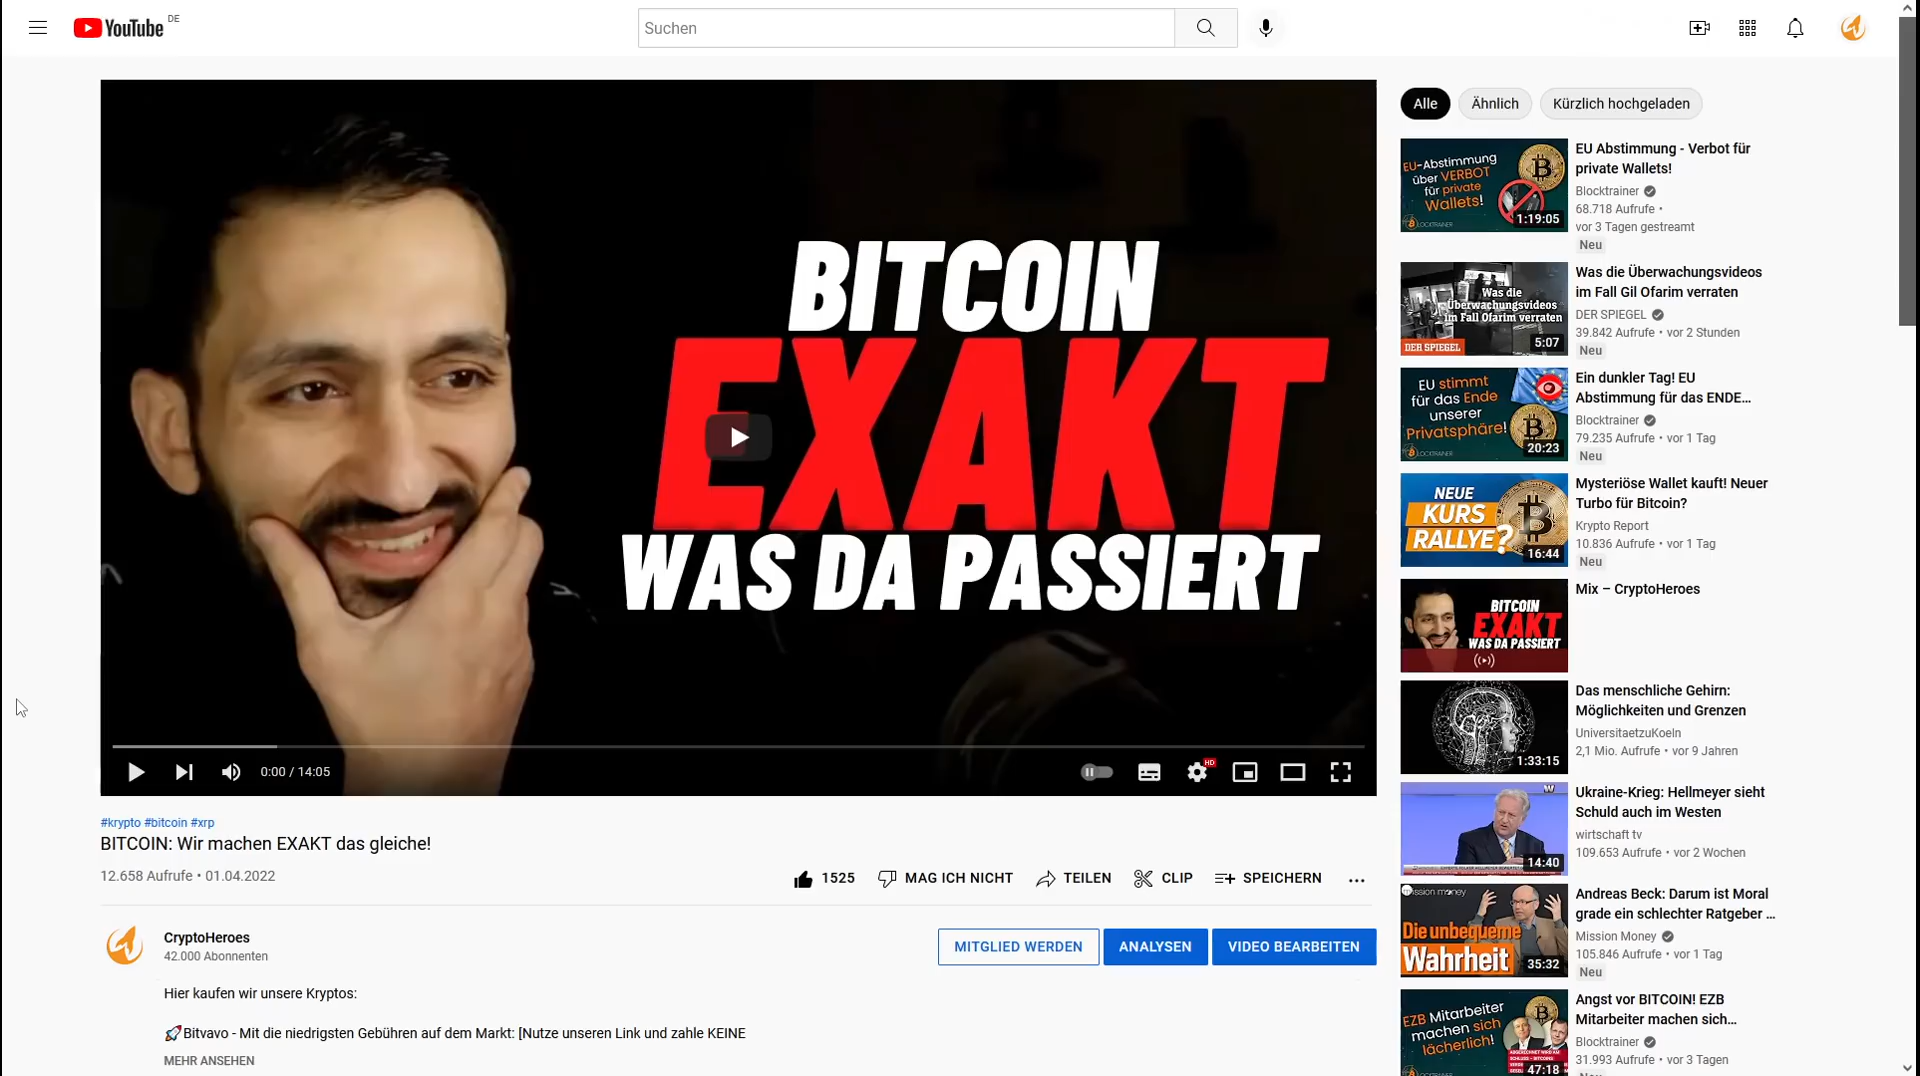 YouTube DE
Suchen
BITCOIN
EXAKT
WAS DA PASSIERT
0:00 / 14:05
HD
#krypto #bitcoin #xrp
BITCOIN: Wir machen EXAKT das gleiche!
12.658 Aufrufe • 01.04.2022
1525
MAG ICH NICHT
TEILEN
CLIP
SPEICHERN
CryptoHeroes
42.000 Abonnenten
MITGLIED WERDEN
ANALYSEN
VIDEO BEARBEITEN
Hier kaufen wir unsere Kryptos:
🚀Bitvavo - Mit die niedrigsten Gebühren auf dem Markt: [Nutze unseren Link und zahle KEINE
MEHR ANSEHEN
Alle
Ähnlich
Kürzlich hochgeladen
EU-Abstimmung
über VERBOT
für private
Wallets!
1:19:05
EU Abstimmung - Verbot für
private Wallets!
Blocktrainer
68.718 Aufrufe •
vor 3 Tagen gestreamt
Neu
Was die
Überwachungsvideos
im Fall Ofarim verraten
DER SPIEGEL
5:07
Was die Überwachungsvideos
im Fall Gil Ofarim verraten
DER SPIEGEL
39.842 Aufrufe • vor 2 Stunden
Neu
EU stimmt
für das Ende
unserer
Privatsphäre!
20:23
Ein dunkler Tag! EU
Abstimmung für das ENDE...
Blocktrainer
79.235 Aufrufe • vor 1 Tag
Neu
NEUE
KURS
RALLYE?
16:44
Mysteriöse Wallet kauft! Neuer
Turbo für Bitcoin?
Krypto Report
10.836 Aufrufe • vor 1 Tag
Neu
BITCOIN
EXAKT
WAS DA PASSIERT
Mix – CryptoHeroes
1:33:15
Das menschliche Gehirn:
Möglichkeiten und Grenzen
UniversitaetzuKoeln
2,1 Mio. Aufrufe • vor 9 Jahren
W
14:40
Ukraine-Krieg: Hellmeyer sieht
Schuld auch im Westen
wirtschaft tv
109.653 Aufrufe • vor 2 Wochen
mission money
Die unbequeme
Wahrheit
35:32
Andreas Beck: Darum ist Moral
grade ein schlechter Ratgeber ...
Mission Money
105.846 Aufrufe • vor 1 Tag
Neu
EZB Mitarbeiter
machen sich
lächerlich!
47:18
Angst vor BITCOIN! EZB
Mitarbeiter machen sich...
Blocktrainer
31.993 Aufrufe • vor 3 Tagen